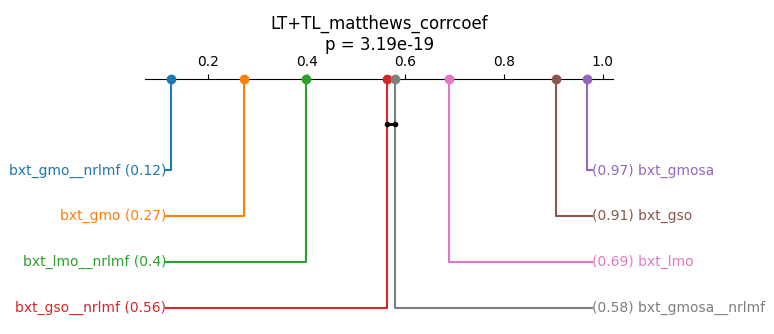 LT+TL_matthews_corrcoef
p = 3.19e-19
0.2 0.4 0.6 0.8 1.0
bxt_gmo__nrlmf (0.12) (0.97) bxt_gmosa
bxt_gmo (0.27) (0.91) bxt_gso
bxt_lmo__nrlmf (0.4) (0.69) bxt_lmo
bxt_gso__nrlmf (0.56) (0.58) bxt_gmosa__nrlmf